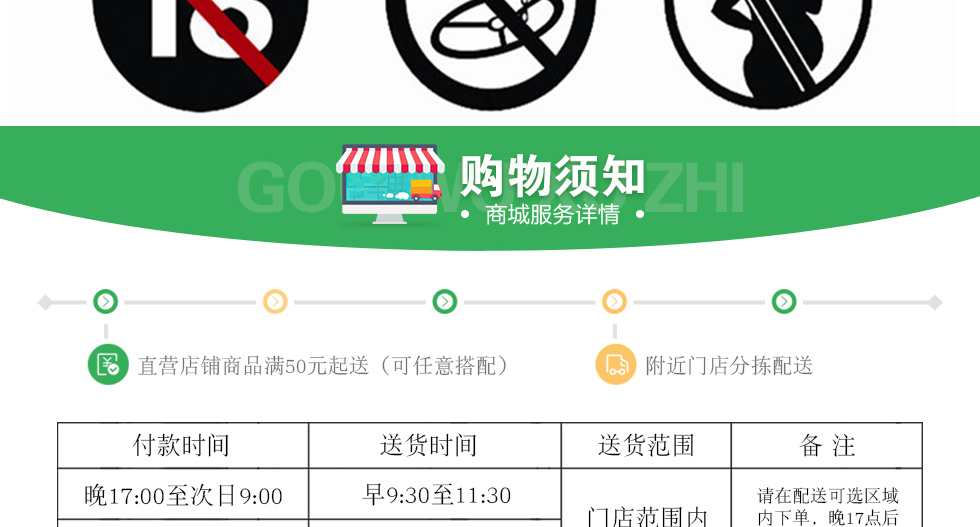 18
购物须知
• 商城服务详情 •
直营店铺商品满50元起送（可任意搭配）
附近门店分拣配送
付款时间 送货时间 送货范围 备 注
晚17:00至次日9:00 早9:30至11:30 门店范围内 请在配送可选区域
内下单，晚17点后